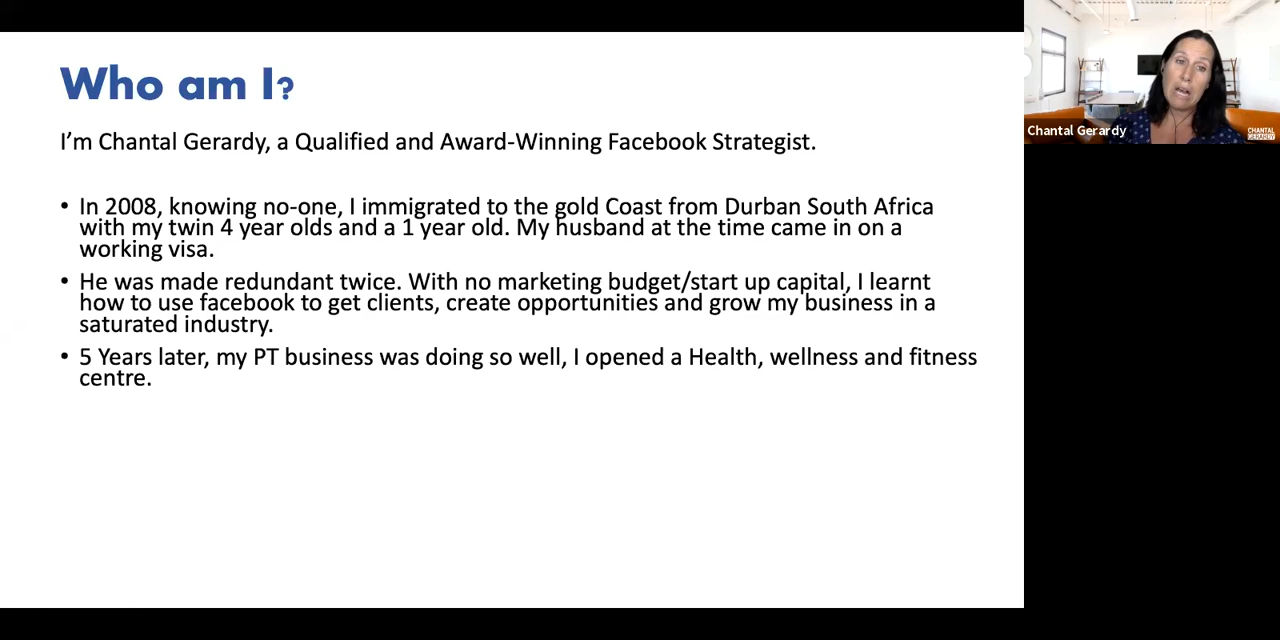 Who am I?
I'm Chantal Gerardy, a Qualified and Award-Winning Facebook Strategist.
• In 2008, knowing no-one, I immigrated to the gold Coast from Durban South Africa
with my twin 4 year olds and a 1 year old. My husband at the time came in on a
working visa.
• He was made redundant twice. With no marketing budget/start up capital, I learnt
how to use facebook to get clients, create opportunities and grow my business in a
saturated industry.
• 5 Years later, my PT business was doing so well, I opened a Health, wellness and fitness
centre.
Chantal Gerardy
CHANTAL
GERARDY